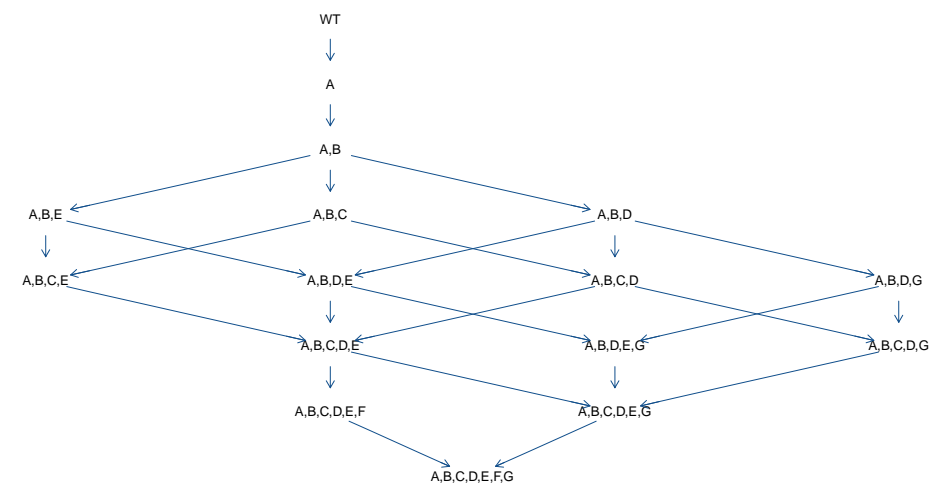 WT
A
A,B
A,B,E
A,B,C
A,B,D
A,B,C,E
A,B,D,E
A,B,C,D
A,B,D,G
A,B,C,D,E
A,B,D,E,G
A,B,C,D,G
A,B,C,D,E,F
A,B,C,D,E,G
A,B,C,D,E,F,G